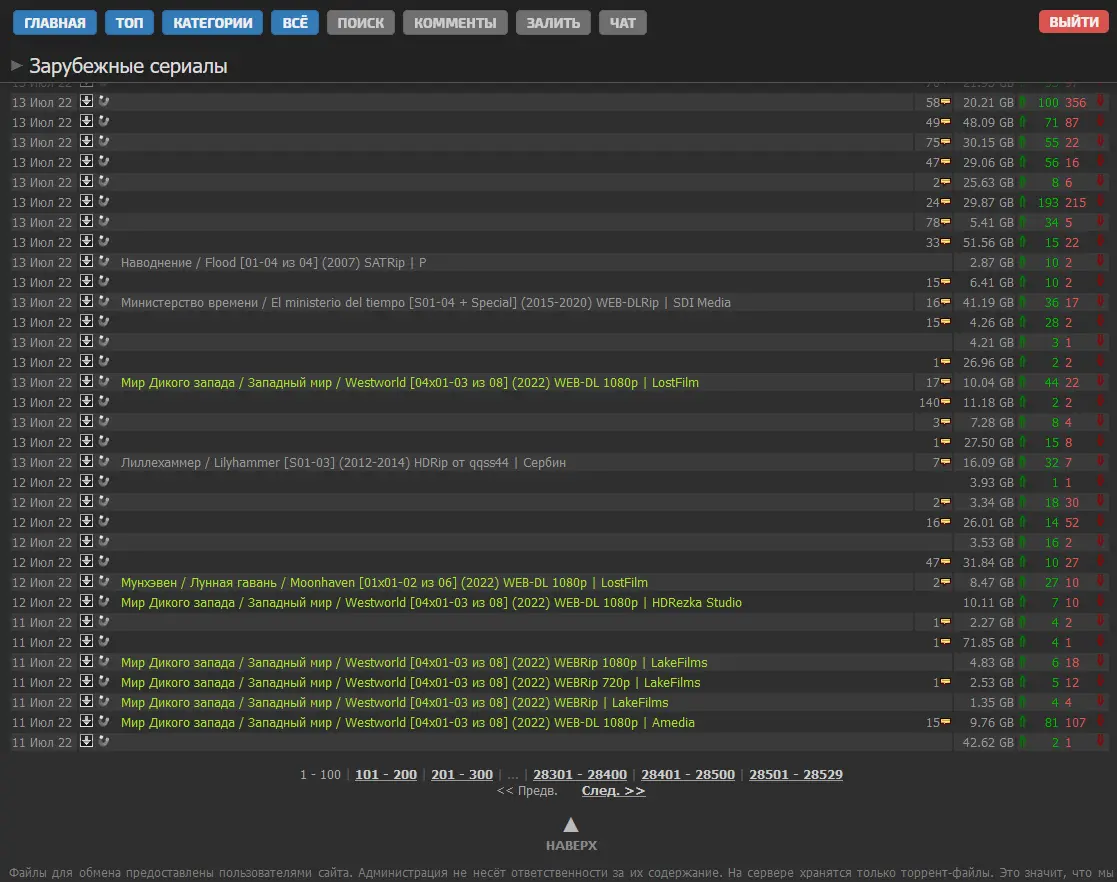 ГЛАВНАЯ ТОП КАТЕГОРИИ ВСЁ ПОИСК КОММЕНТЫ ЗАЛИТЬ ЧАТ ВЫЙТИ
Зарубежные сериалы
13 Июл 22 58 20.21 GB 100 356
13 Июл 22 49 48.09 GB 71 87
13 Июл 22 75 30.15 GB 55 22
13 Июл 22 47 29.06 GB 56 16
13 Июл 22 2 25.63 GB 8 6
13 Июл 22 24 29.87 GB 193 215
13 Июл 22 78 5.41 GB 34 5
13 Июл 22 33 51.56 GB 15 22
13 Июл 22 Наводнение / Flood [01-04 из 04] (2007) SATRip | P 2.87 GB 10 2
13 Июл 22 15 6.41 GB 10 2
13 Июл 22 Министерство времени / El ministerio del tiempo [S01-04 + Special] (2015-2020) WEB-DLRip | SDI Media 16 41.19 GB 36 17
13 Июл 22 15 4.26 GB 28 2
13 Июл 22 4.21 GB 3 1
13 Июл 22 1 26.96 GB 2 2
13 Июл 22 Мир Дикого запада / Западный мир / Westworld [04x01-03 из 08] (2022) WEB-DL 1080p | LostFilm 17 10.04 GB 44 22
13 Июл 22 140 11.18 GB 2 2
13 Июл 22 3 7.28 GB 8 4
13 Июл 22 1 27.50 GB 15 8
13 Июл 22 Лиллехаммер / Lilyhammer [S01-03] (2012-2014) HDRip от qqss44 | Сербин 7 16.09 GB 32 7
12 Июл 22 3.93 GB 1 1
12 Июл 22 2 3.34 GB 18 30
12 Июл 22 16 26.01 GB 14 52
12 Июл 22 3.53 GB 16 2
12 Июл 22 47 31.84 GB 10 27
12 Июл 22 Мунхэвен / Лунная гавань / Moonhaven [01x01-02 из 06] (2022) WEB-DL 1080p | LostFilm 2 8.47 GB 27 10
12 Июл 22 Мир Дикого запада / Западный мир / Westworld [04x01-03 из 08] (2022) WEB-DL 1080p | HDRezka Studio 10.11 GB 7 10
11 Июл 22 1 2.27 GB 4 2
11 Июл 22 1 71.85 GB 4 1
11 Июл 22 Мир Дикого запада / Западный мир / Westworld [04x01-03 из 08] (2022) WEBRip 1080p | LakeFilms 4.83 GB 6 18
11 Июл 22 Мир Дикого запада / Западный мир / Westworld [04x01-03 из 08] (2022) WEBRip 720p | LakeFilms 1 2.53 GB 5 12
11 Июл 22 Мир Дикого запада / Западный мир / Westworld [04x01-03 из 08] (2022) WEBRip | LakeFilms 1.35 GB 4 4
11 Июл 22 Мир Дикого запада / Западный мир / Westworld [04x01-03 из 08] (2022) WEB-DL 1080p | Amedia 15 9.76 GB 81 107
11 Июл 22 42.62 GB 2 1
1 - 100 | 101 - 200 | 201 - 300 | ... | 28301 - 28400 | 28401 - 28500 | 28501 - 28529
<< Предв. След. >>
НАВЕРХ
Файлы для обмена предоставлены пользователями сайта. Администрация не несёт ответственности за их содержание. На сервере хранятся только торрент-файлы. Это значит, что мы